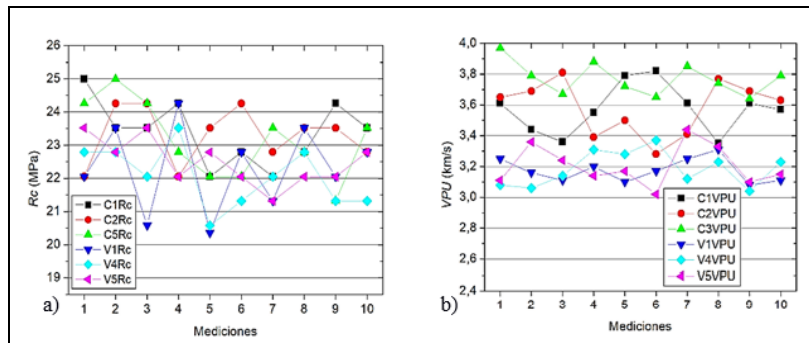 26
25
24
23
22
21
20
19
Rc (MPa)
C1Rc
C2Rc
C5Rc
V1Rc
V4Rc
V5Rc
a)
1 2 3 4 5 6 7 8 9 10
Mediciones
4,0
3,8
3,6
3,4
3,2
3,0
2,8
2,6
2,4
VPU (km/s)
C1VPU
C2VPU
C3VPU
V1VPU
V4VPU
V5VPU
b)
1 2 3 4 5 6 7 8 9 10
Mediciones